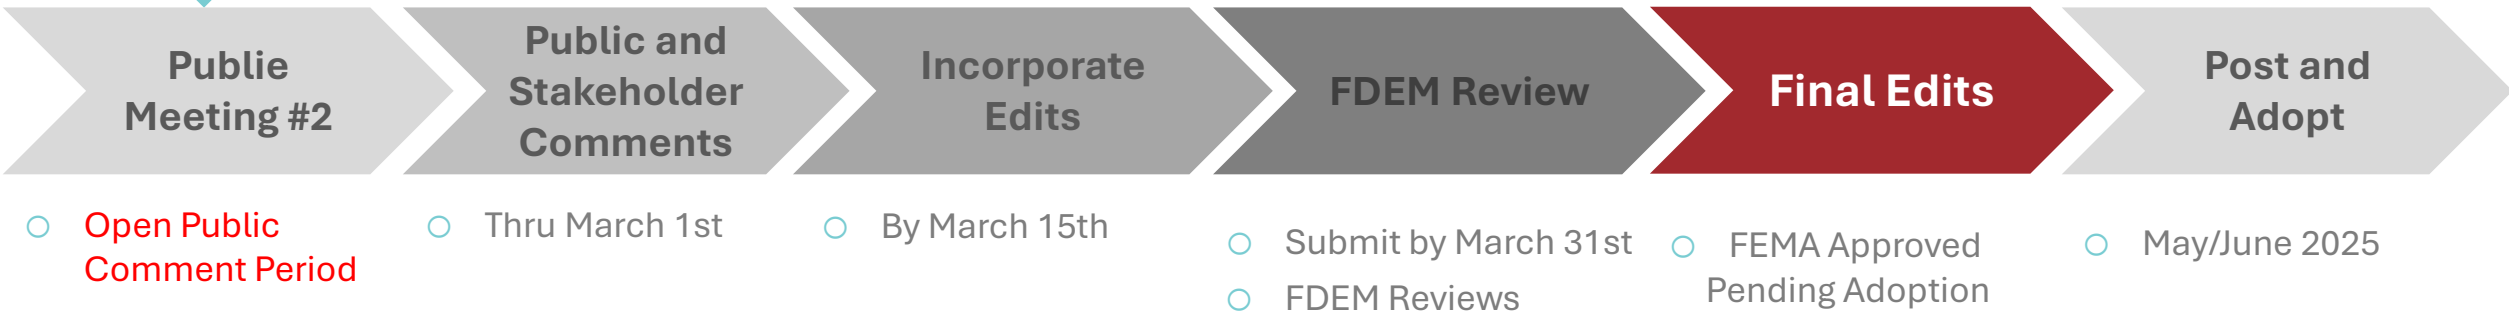 Publie
Meeting #2
Public and
Stakeholder
Comments
Incorporate
Edits
FDEM Review
Final Edits
Post and
Adopt
Open Public
Comment Period
Thru March 1st
By March 15th
Submit by March 31st
FDEM Reviews
FEMA Approved
Pending Adoption
May/June 2025